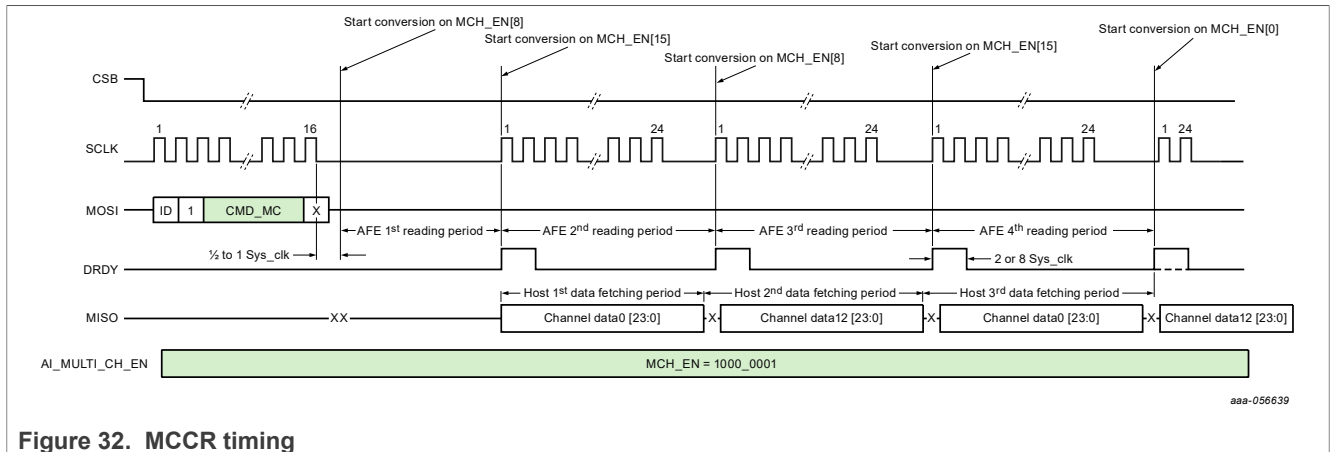 Start conversion on MCH_EN[8]
Start conversion on MCH_EN[15]
Start conversion on MCH_EN[8]
Start conversion on MCH_EN[15]
Start conversion on MCH_EN[0]
CSB
1 16 1 24 1 24 1 24 1 24
SCLK
MOSI ID 1 CMD_MC X
AFE 1st reading period AFE 2nd reading period AFE 3rd reading period AFE 4th reading period
½ to 1 Sys_clk 2 or 8 Sys_clk
DRDY
Host 1st data fetching period Host 2nd data fetching period Host 3rd data fetching period
MISO XX Channel data0 [23:0] X Channel data12 [23:0] X Channel data0 [23:0] X Channel data12 [23:0]
AI_MULTI_CH_EN MCH_EN = 1000_0001
aaa-056639
Figure 32. MCCR timing